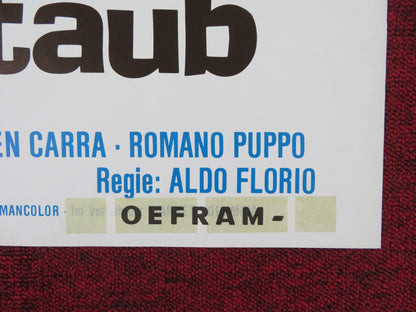 taub
EN CARRA · ROMANO PUPPO
Regie: ALDO FLORIO
MANCOLOR · Im Ver
OEFRAM-